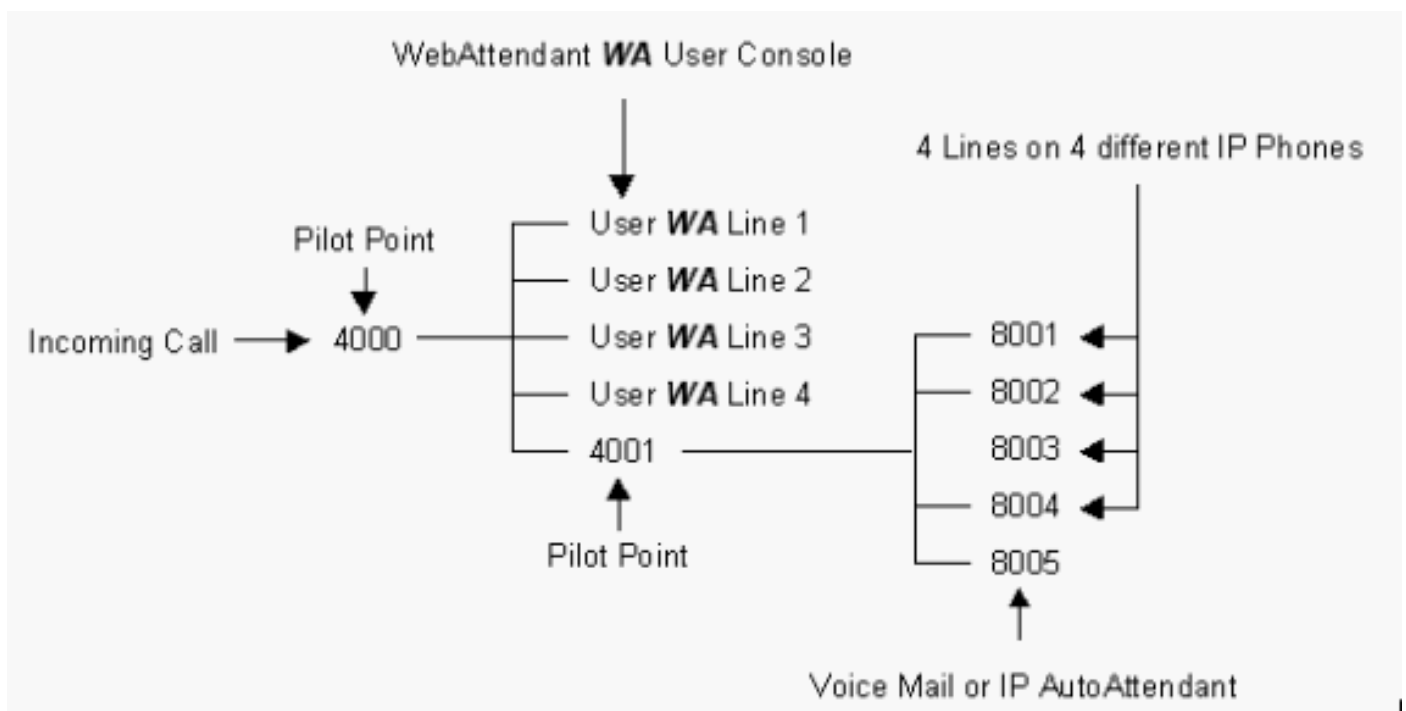 WebAttendant WA User Console
4 Lines on 4 different IP Phones
User WA Line 1
Pilot Point
User WA Line 2
Incoming Call
4000
User WA Line 3
8001
User WA Line 4
8002
4001
8003
8004
Pilot Point
8005
Voice Mail or IP AutoAttendant